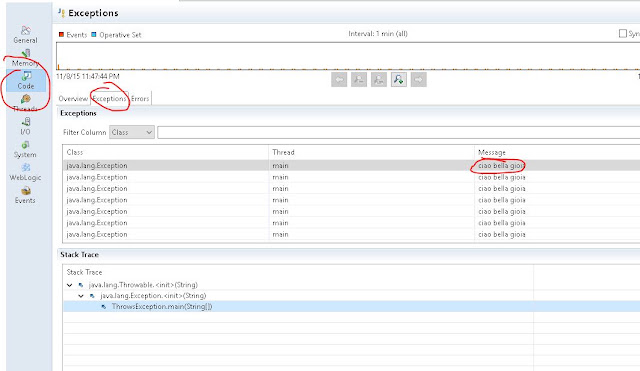 Exceptions
General
Memory
Code
Threads
I/O
System
WebLogic
Events
Events Operative Set Interval: 1 min (all) Syn
11/8/15 11:47:44 PM
Overview Exceptions Errors
Exceptions
Filter Column Class
Class Thread Message
java.lang.Exception main ciao bella gioia
java.lang.Exception main ciao bella gioia
java.lang.Exception main ciao bella gioia
java.lang.Exception main ciao bella gioia
java.lang.Exception main ciao bella gioia
java.lang.Exception main ciao bella gioia
java.lang.Exception main ciao bella gioia
Stack Trace
Stack Trace
java.lang.Throwable.<init>(String)
java.lang.Exception.<init>(String)
ThrowsException.main(String[])